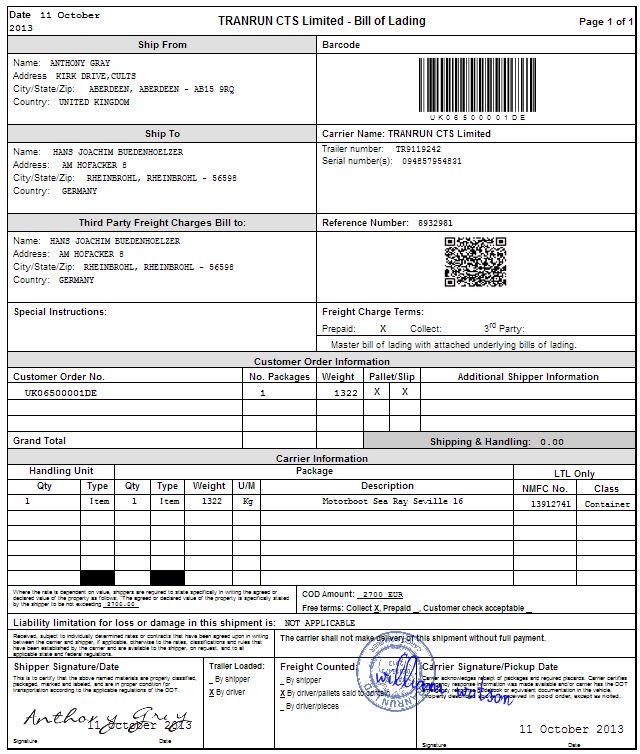 Date 11 October 2013
TRANRUN CTS Limited - Bill of Lading
Page 1 of 1
Ship From
Name: ANTHONY GRAY
Address KIRK DRIVE,CULTS
City/State/Zip: ABERDEEN, ABERDEEN - AB15 9RQ
Country: UNITED KINGDOM
Barcode
UK06500001DE
Ship To
Name: HANS JOACHIM BUEDENHOELZER
Address: AM HOFACKER 8
City/State/Zip: RHEINBROHL, RHEINBROHL - 56598
Country: GERMANY
Carrier Name: TRANRUN CTS Limited
Trailer number: TR9119242
Serial number(s): 094857954831
Third Party Freight Charges Bill to:
Name: HANS JOACHIM BUEDENHOELZER
Address: AM HOFACKER 8
City/State/Zip: RHEINBROHL, RHEINBROHL - 56598
Country: GERMANY
Reference Number: 8932981
Special Instructions:
Freight Charge Terms:
Prepaid: X Collect: 3rd Party:
Master bill of lading with attached underlying bills of lading.
Customer Order Information
Customer Order No. No. Packages Weight Pallet/Slip Additional Shipper Information
UK06500001DE 1 1322 X X
Grand Total
Shipping & Handling: 0.00
Carrier Information
Handling Unit Package LTL Only
Qty Type Qty Type Weight U/M Description NMFC No. Class
1 Item 1 Item 1322 Kg Motorboot Sea Ray Seville 16 13912741 Container
Where the rate is dependent on value, shippers are required to state specifically in writing the agreed or
declared value of the property as follows: "The agreed or declared value of the property is specifically stated
by the shipper to be not exceeding 2700.00
COD Amount: 2700 EUR
Free terms: Collect X, Prepaid _, Customer check acceptable _
Liability limitation for loss or damage in this shipment is: NOT APPLICABLE
Received, subject to individually determined rates or contracts that have been agreed upon in writing
between the carrier and shipper, if applicable, otherwise to the rates, classifications and rules that
have been established by the carrier and are available to the shipper, on request, and to all
applicable state and federal regulations.
The carrier shall not make delivery of this shipment without full payment.
Shipper Signature/Date
This is to certify that the above named materials are properly classified,
packaged, marked and labeled, and are in proper condition for
transportation according to the applicable regulations of the DOT.
Anthony Gray
11 October 2013
Signature Date
Trailer Loaded:
_ By shipper
X By driver
Freight Counted:
_ By shipper
X By driver/pallets said to contain
_ By driver/pieces
Carrier Signature/Pickup Date
Carrier acknowledges receipt of packages and required placards. Carrier certifies
emergency response information was made available and/or carrier has the DOT
or equivalent documentation in the vehicle.
Property described above is received in good order, except as noted.
william watson
11 October 2013
Signature Date